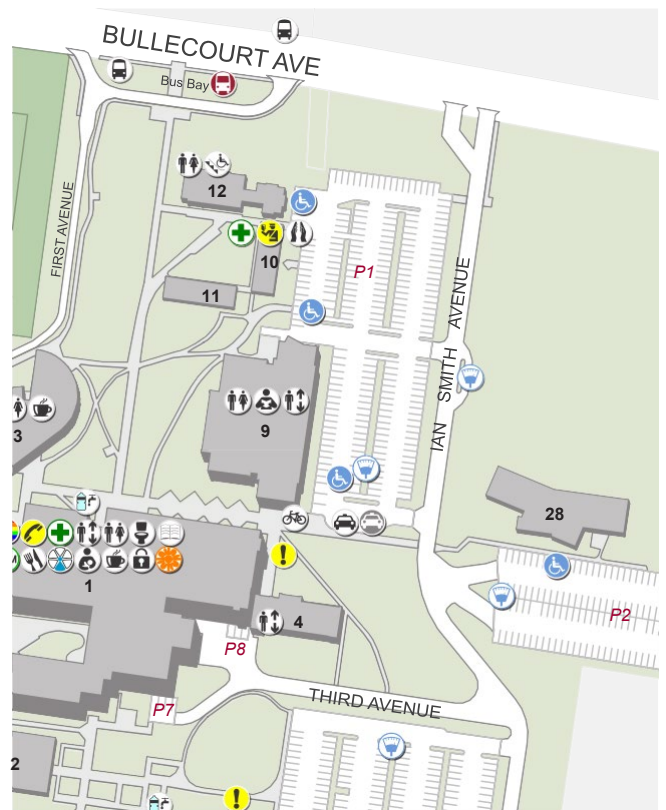 BULLECOURT AVE
Bus Bay
FIRST AVENUE
12
10
P1
11
IAN SMITH AVENUE
9
3
28
1
4
P2
P8
P7
THIRD AVENUE
2